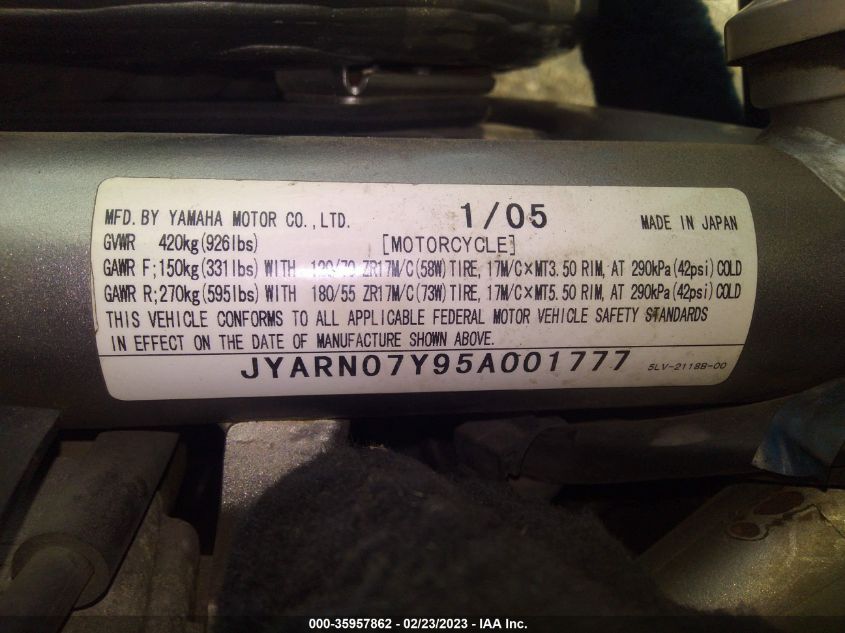 MFD. BY YAMAHA MOTOR CO., LTD. 1/05 MADE IN JAPAN
GVWR 420kg(926lbs) [MOTORCYCLE]
GAWR F;150kg(331lbs) WITH 120/70 ZR17M/C(58W) TIRE, 17M/C×MT3.50 RIM, AT 290kPa(42psi) COLD
GAWR R;270kg(595lbs) WITH 180/55 ZR17M/C(73W) TIRE, 17M/C×MT5.50 RIM, AT 290kPa(42psi) COLD
THIS VEHICLE CONFORMS TO ALL APPLICABLE FEDERAL MOTOR VEHICLE SAFETY STANDARDS
IN EFFECT ON THE DATE OF MANUFACTURE SHOWN ABOVE.
JYARN07Y95A001777 5LV-2118B-00
000-35957862 - 02/23/2023 - IAA Inc.